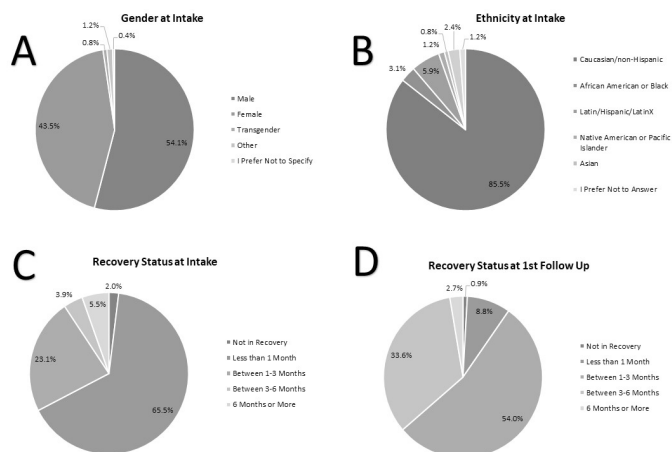 A
Gender at Intake
1.2%
0.8%
0.4%
43.5%
54.1%
Male
Female
Transgender
Other
I Prefer Not to Specify
B
Ethnicity at Intake
0.8%
2.4%
1.2%
1.2%
3.1%
5.9%
85.5%
Caucasian/non-Hispanic
African American or Black
Latin/Hispanic/LatinX
Native American or Pacific
Islander
Asian
I Prefer Not to Answer
C
Recovery Status at Intake
2.0%
3.9%
5.5%
23.1%
65.5%
Not in Recovery
Less than 1 Month
Between 1-3 Months
Between 3-6 Months
6 Months or More
D
Recovery Status at 1st Follow Up
2.7%
0.9%
8.8%
33.6%
54.0%
Not in Recovery
Less than 1 Month
Between 1-3 Months
Between 3-6 Months
6 Months or More